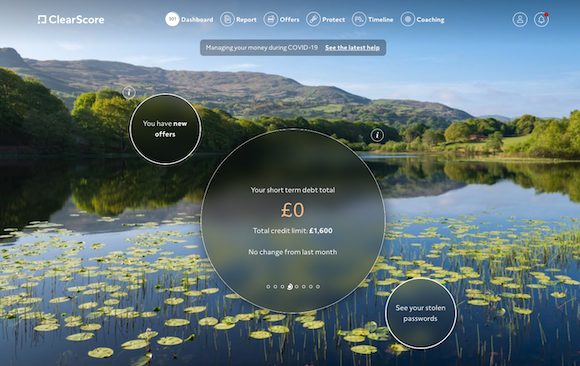 ClearScore
Dashboard Report Offers Protect Timeline Coaching
Managing your money during COVID-19 See the latest help
You have new
offers
Your short term debt total
£0
Total credit limit: £1,600
No change from last month
See your stolen
passwords